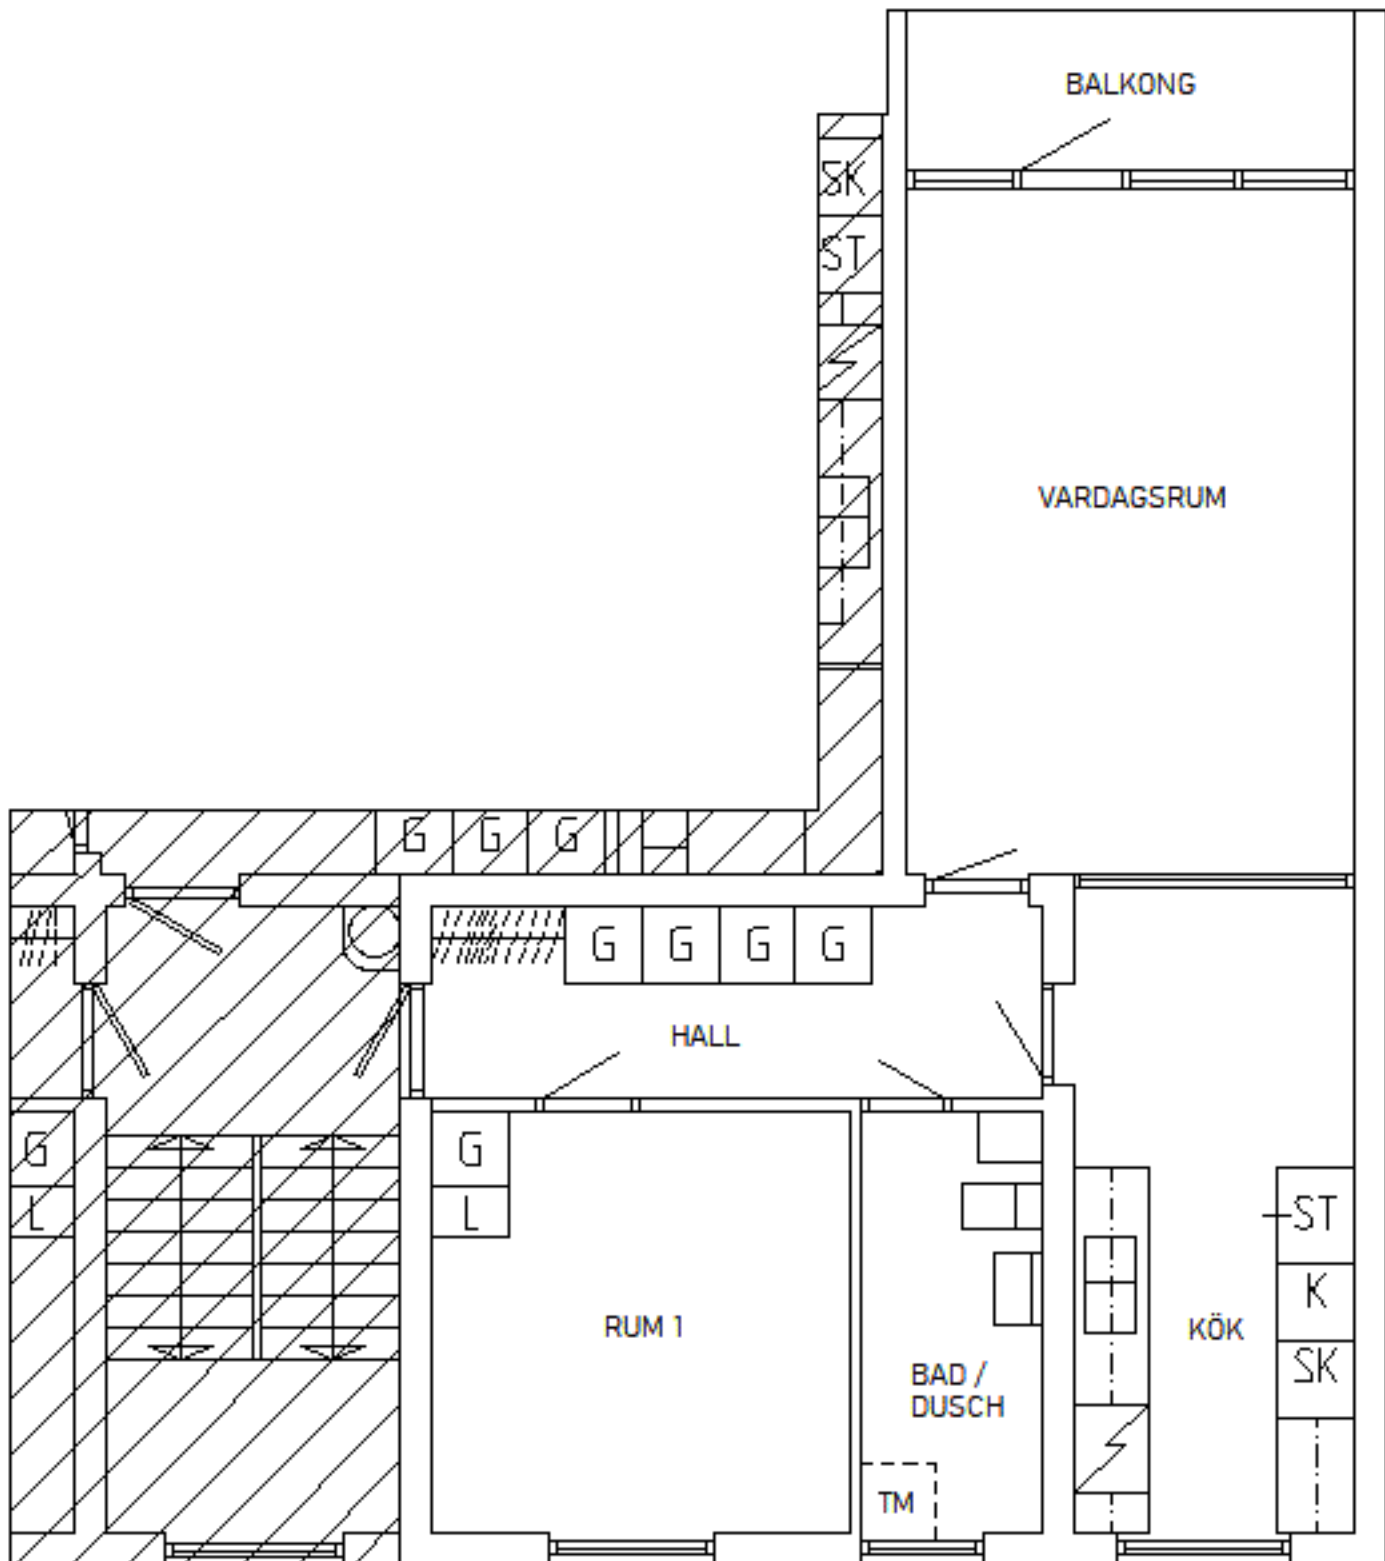 BALKONG
SK
ST
VARDAGSRUM
G G G
G G G G
HALL
G
L
G
L
ST
K
SK
RUM 1
KÖK
BAD /
DUSCH
TM